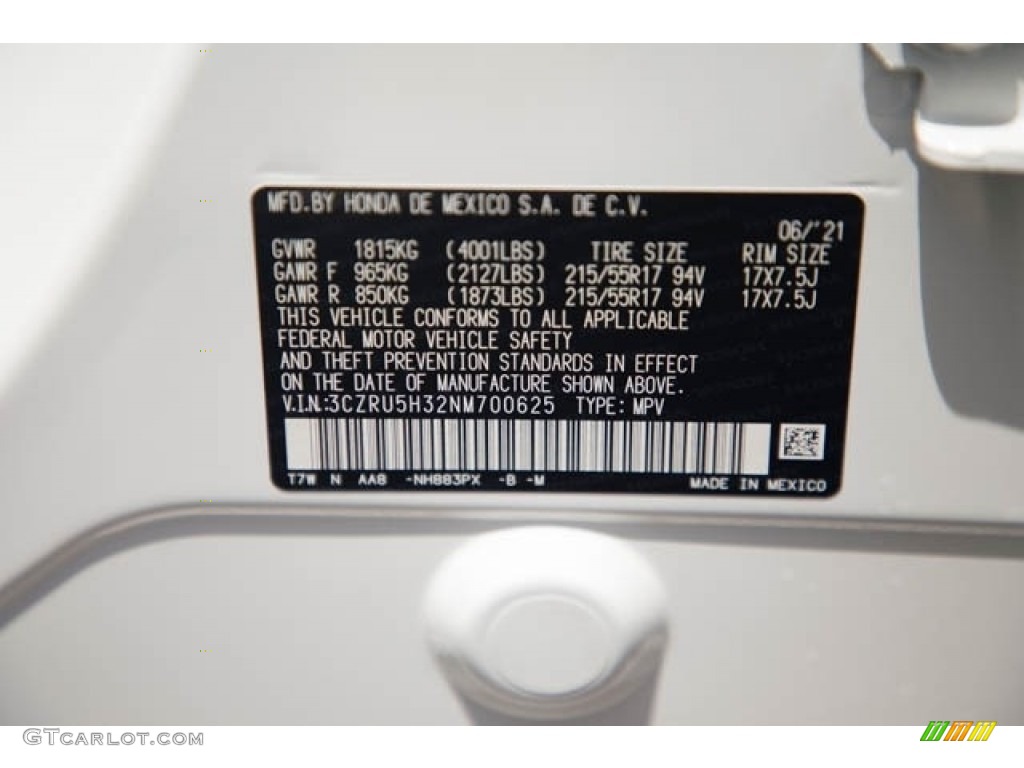 MFD.BY HONDA DE MEXICO S.A. DE C.V.
06/'21
GVWR 1815KG (4001LBS) TIRE SIZE RIM SIZE
GAWR F 965KG (2127LBS) 215/55R17 94V 17X7.5J
GAWR R 850KG (1873LBS) 215/55R17 94V 17X7.5J
THIS VEHICLE CONFORMS TO ALL APPLICABLE
FEDERAL MOTOR VEHICLE SAFETY
AND THEFT PREVENTION STANDARDS IN EFFECT
ON THE DATE OF MANUFACTURE SHOWN ABOVE.
V.I.N.:3CZRU5H32NM700625 TYPE: MPV
T7W N AA8 -NH883PX -B -M MADE IN MEXICO
GTCARLOT.COM